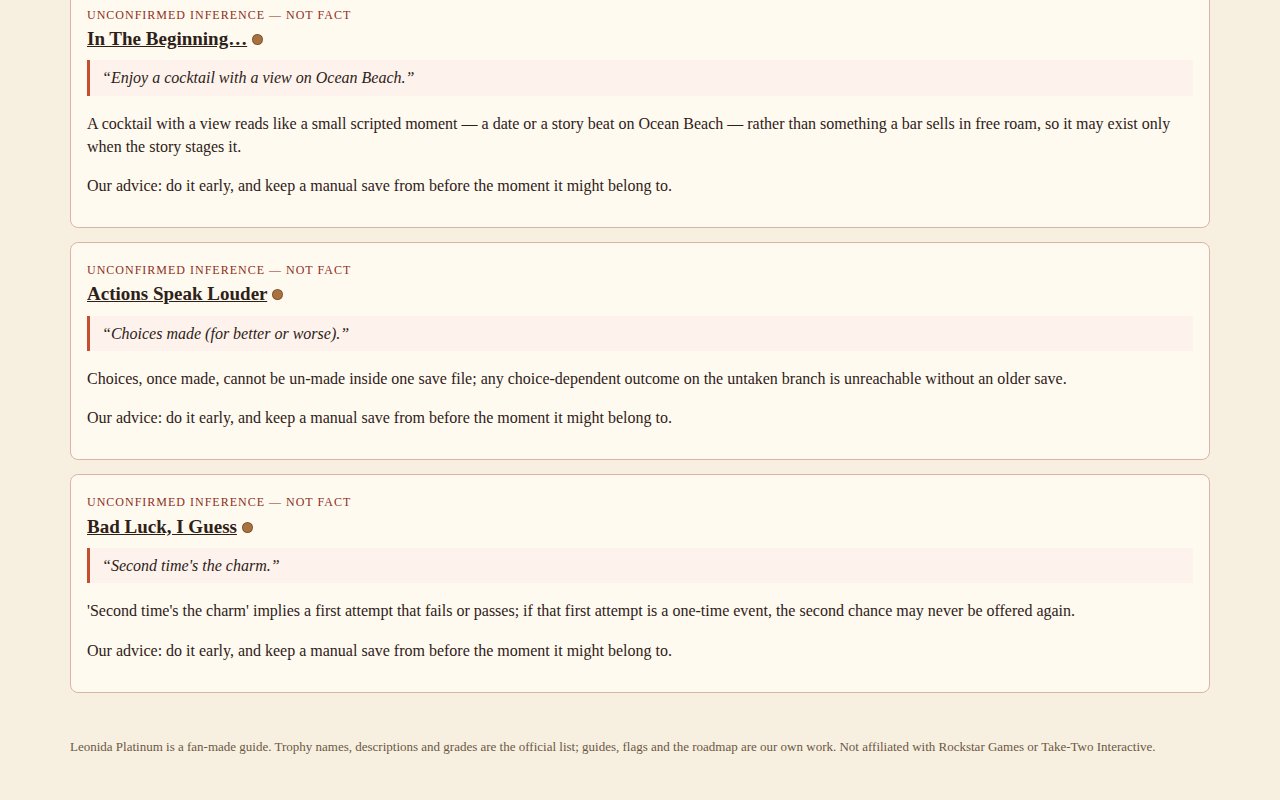 UNCONFIRMED INFERENCE — NOT FACT
In The Beginning…
“Enjoy a cocktail with a view on Ocean Beach.”
A cocktail with a view reads like a small scripted moment — a date or a story beat on Ocean Beach — rather than something a bar sells in free roam, so it may exist only
when the story stages it.
Our advice: do it early, and keep a manual save from before the moment it might belong to.
UNCONFIRMED INFERENCE — NOT FACT
Actions Speak Louder
“Choices made (for better or worse).”
Choices, once made, cannot be un-made inside one save file; any choice-dependent outcome on the untaken branch is unreachable without an older save.
Our advice: do it early, and keep a manual save from before the moment it might belong to.
UNCONFIRMED INFERENCE — NOT FACT
Bad Luck, I Guess
“Second time's the charm.”
'Second time's the charm' implies a first attempt that fails or passes; if that first attempt is a one-time event, the second chance may never be offered again.
Our advice: do it early, and keep a manual save from before the moment it might belong to.
Leonida Platinum is a fan-made guide. Trophy names, descriptions and grades are the official list; guides, flags and the roadmap are our own work. Not affiliated with Rockstar Games or Take-Two Interactive.